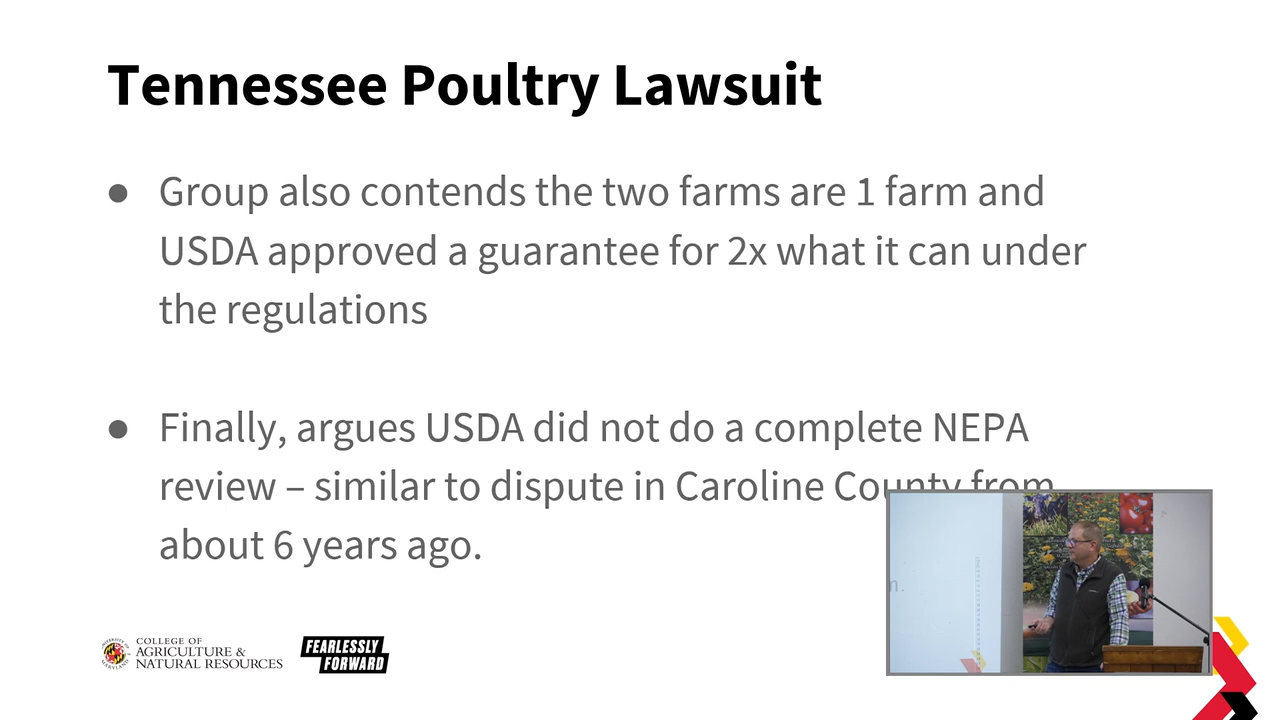 Tennessee Poultry Lawsuit
● Group also contends the two farms are 1 farm and
USDA approved a guarantee for 2x what it can under
the regulations
● Finally, argues USDA did not do a complete NEPA
review – similar to dispute in Caroline County from
about 6 years ago.
n.
COLLEGE OF
AGRICULTURE &
NATURAL RESOURCES
FEARLESSLY
FORWARD